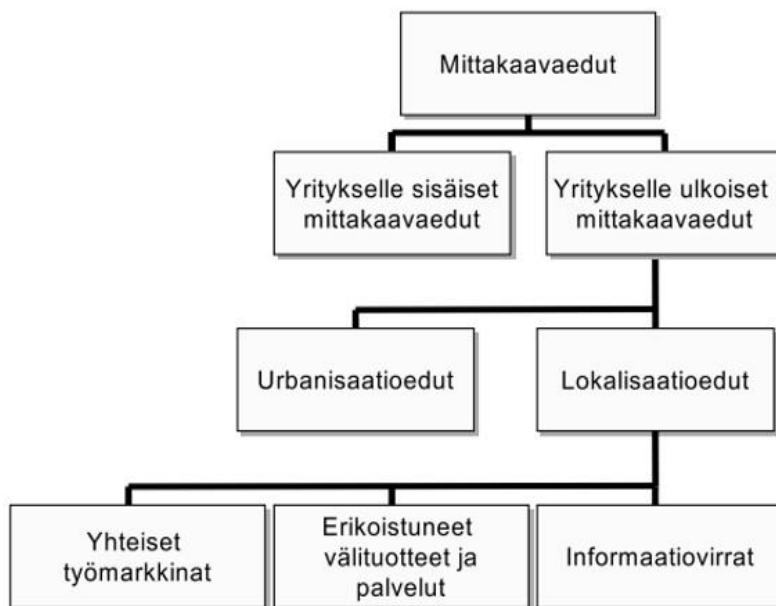 Mittakaavaedut
Yritykselle sisäiset
mittakaavaedut
Yritykselle ulkoiset
mittakaavaedut
Urbanisaatioedut
Lokalisaatioedut
Yhteiset
työmarkkinat
Erikoistuneet
välituotteet ja
palvelut
Informaatiovirrat